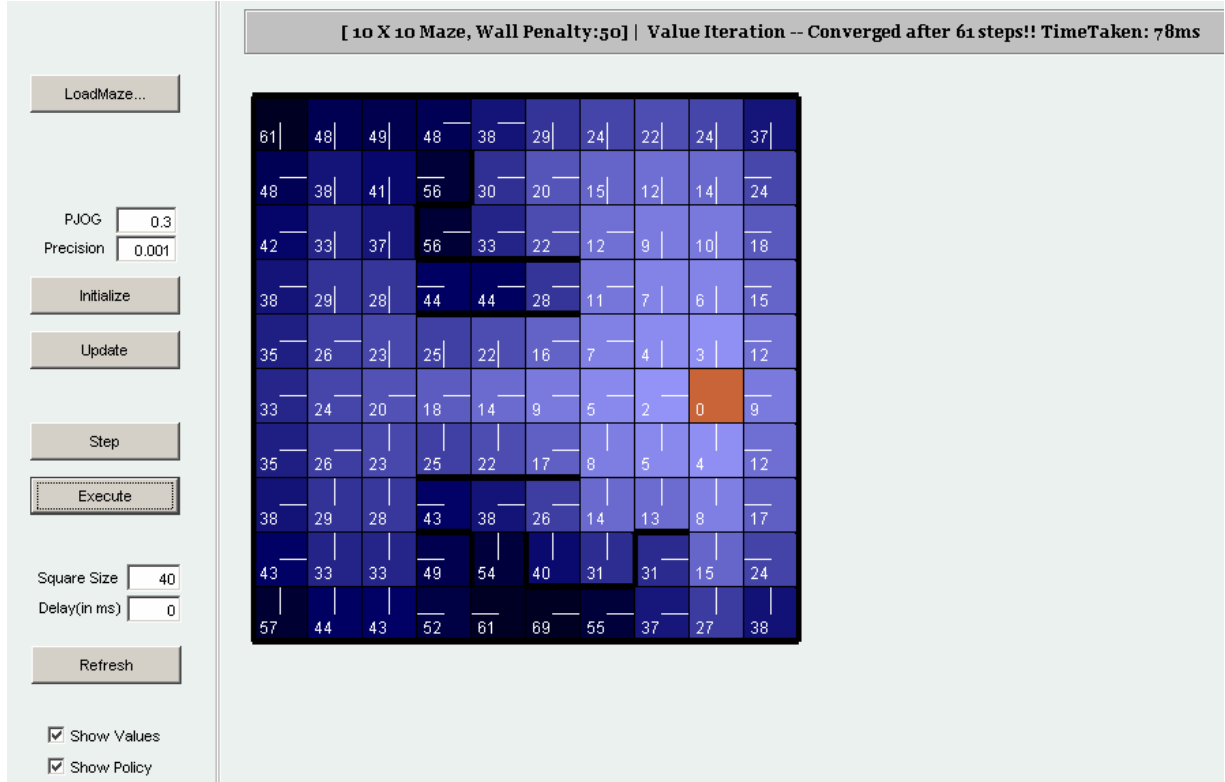 [ 10 X 10 Maze, Wall Penalty:50] | Value Iteration -- Converged after 61 steps!! TimeTaken: 78ms
LoadMaze...
PJOG 0.3
Precision 0.001
Initialize
Update
Step
Execute
Square Size 40
Delay(in ms) 0
Refresh
Show Values
Show Policy
61 48 49 48 38 29 24 22 24 37
48 38 41 56 30 20 15 12 14 24
42 33 37 56 33 22 12 9 10 18
38 29 28 44 44 28 11 7 6 15
35 26 23 25 22 16 7 4 3 12
33 24 20 18 14 9 5 2 0 9
35 26 23 25 22 17 8 5 4 12
38 29 28 43 38 26 14 13 8 17
43 33 33 49 54 40 31 31 15 24
57 44 43 52 61 69 55 37 27 38